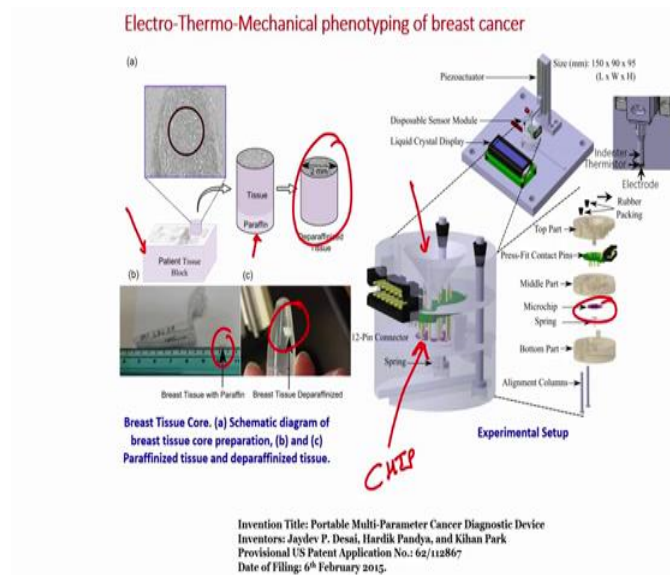 Electro-Thermo-Mechanical phenotyping of breast cancer
(a)
Tissue
Paraffin
2 mm
Deparaffinized
Tissue
Patient Tissue
Block
(b)
(c)
Breast Tissue with Paraffin
Breast Tissue Deparaffinized
Breast Tissue Core. (a) Schematic diagram of
breast tissue core preparation, (b) and (c)
Paraffinized tissue and deparaffinized tissue.
Size (mm): 150 x 90 x 95
(L x W x H)
Piezoactuator
Disposable Sensor Module
Liquid Crystal Display
Indenter
Thermistor
Electrode
Rubber
Packing
Top Part
Press-Fit Contact Pins
Middle Part
Microchip
Spring
Bottom Part
Alignment Columns
12-Pin Connector
Spring
CHIP
Experimental Setup
Invention Title: Portable Multi-Parameter Cancer Diagnostic Device
Inventors: Jaydev P. Desai, Hardik Pandya, and Kihan Park
Provisional US Patent Application No.: 62/112867
Date of Filing: 6th February 2015.